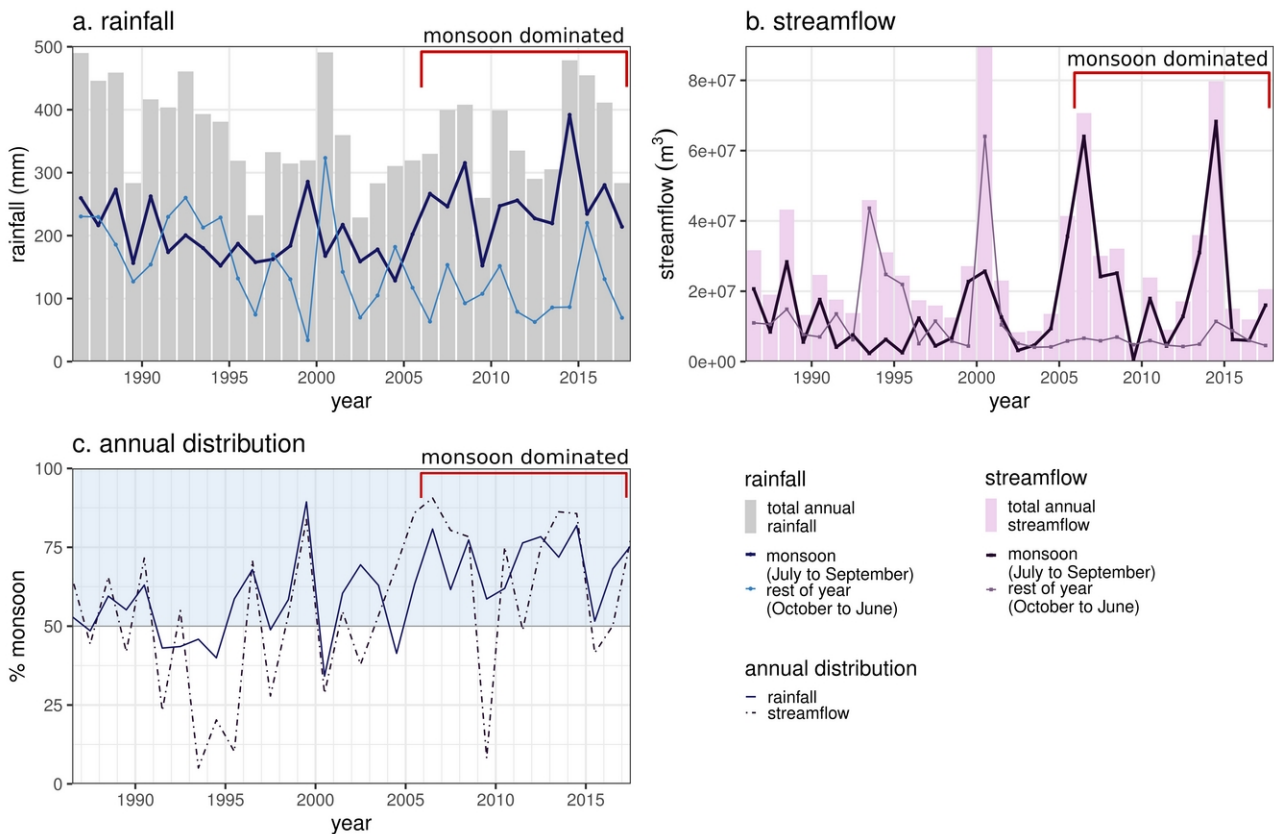 a. rainfall
monsoon dominated
500
400
300
200
100
0
rainfall (mm)
1990 1995 2000 2005 2010 2015
year
b. streamflow
monsoon dominated
8e+07
6e+07
4e+07
2e+07
0e+00
streamflow (m³)
1990 1995 2000 2005 2010 2015
year
c. annual distribution
monsoon dominated
100
75
50
25
0
% monsoon
1990 1995 2000 2005 2010 2015
year
rainfall
total annual
rainfall
monsoon
(July to September)
rest of year
(October to June)
streamflow
total annual
streamflow
monsoon
(July to September)
rest of year
(October to June)
annual distribution
rainfall
streamflow